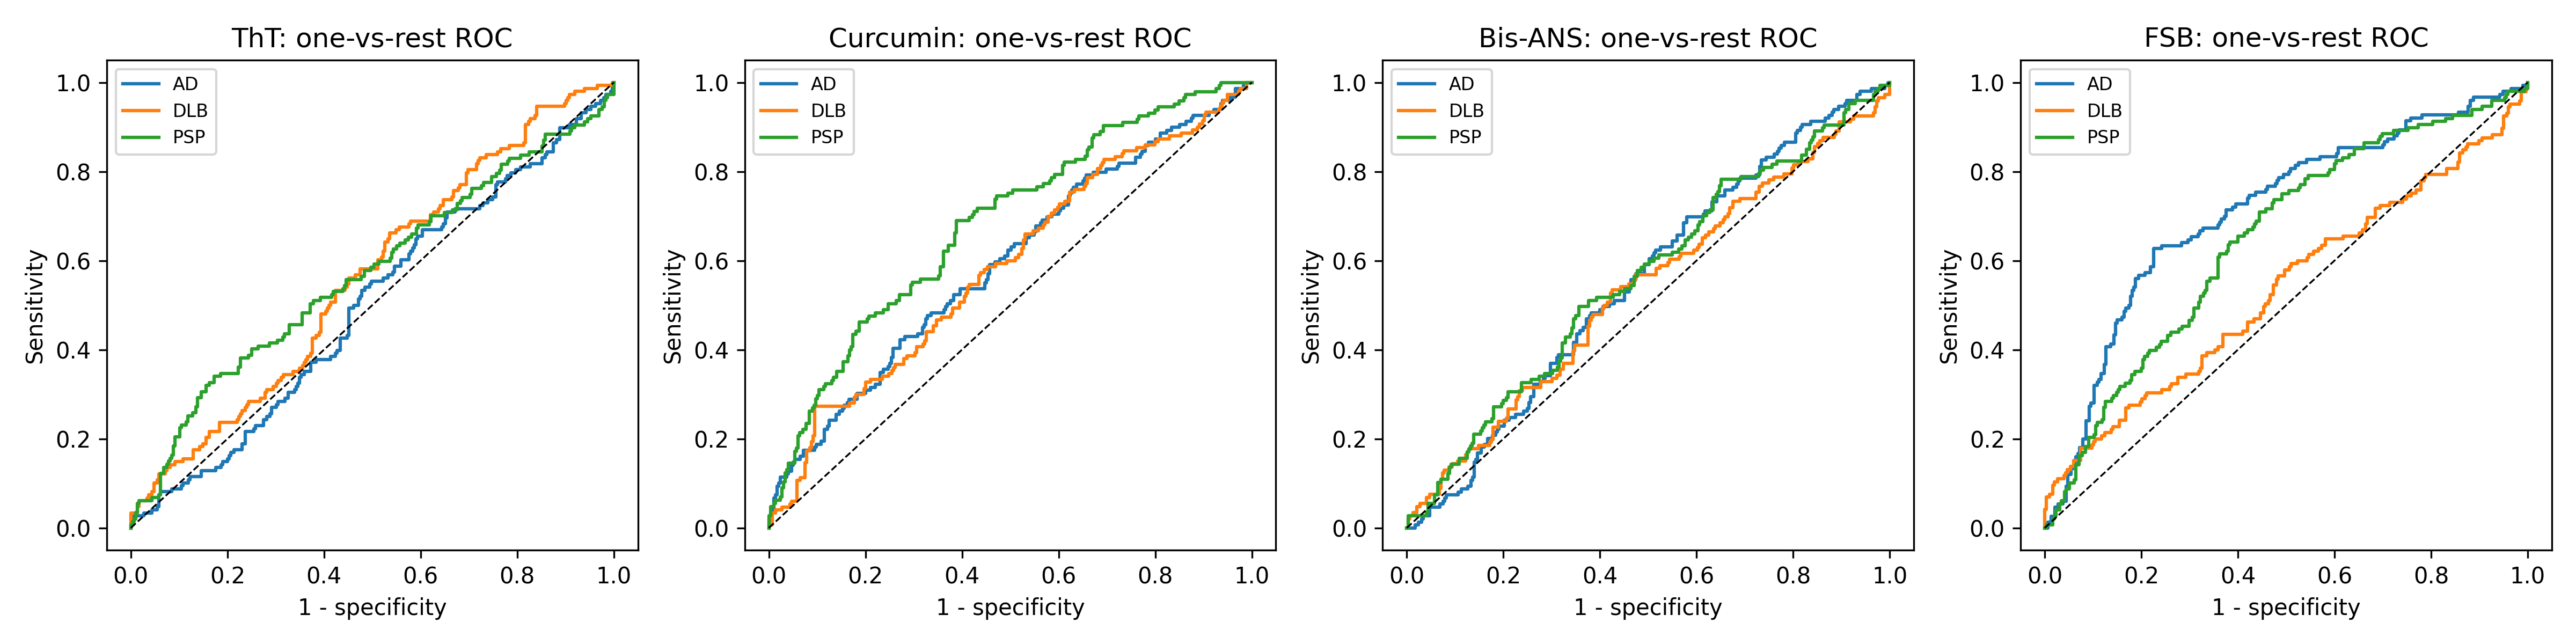 ThT: one-vs-rest ROC
AD
DLB
PSP
1.0
0.8
0.6
0.4
0.2
0.0
Sensitivity
0.0 0.2 0.4 0.6 0.8 1.0
1 - specificity
Curcumin: one-vs-rest ROC
AD
DLB
PSP
1.0
0.8
0.6
0.4
0.2
0.0
Sensitivity
0.0 0.2 0.4 0.6 0.8 1.0
1 - specificity
Bis-ANS: one-vs-rest ROC
AD
DLB
PSP
1.0
0.8
0.6
0.4
0.2
0.0
Sensitivity
0.0 0.2 0.4 0.6 0.8 1.0
1 - specificity
FSB: one-vs-rest ROC
AD
DLB
PSP
1.0
0.8
0.6
0.4
0.2
0.0
Sensitivity
0.0 0.2 0.4 0.6 0.8 1.0
1 - specificity